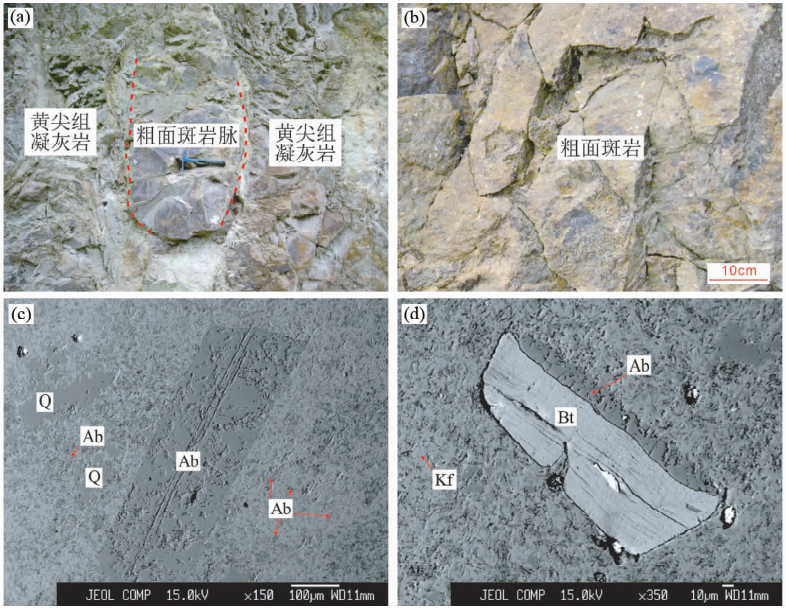 (a)
黄尖组
凝灰岩
粗面斑岩脉
黄尖组
凝灰岩
(b)
粗面斑岩
10cm
(c)
Q
Ab
Q
Ab
Ab
JEOL COMP 15.0kV ×150 100μm WD11mm
(d)
Ab
Bt
Kf
JEOL COMP 15.0kV ×350 10μm WD11mm